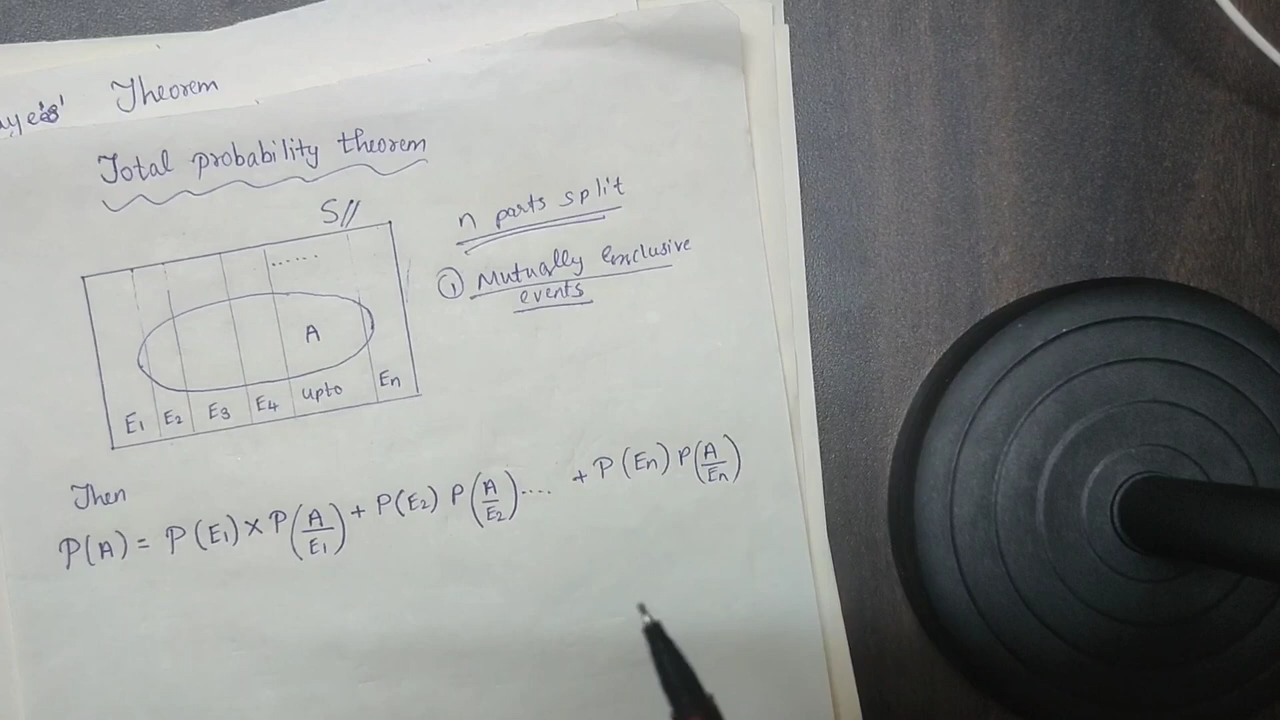 Theorem
Total probability theorem
S//
n parts split
① Mutually Exclusive
events
......
A
E1 E2 E3 E4 upto En
Then
P(A) = P(E1) × P(A/E1) + P(E2) P(A/E2).... + P(En) P(A/En)